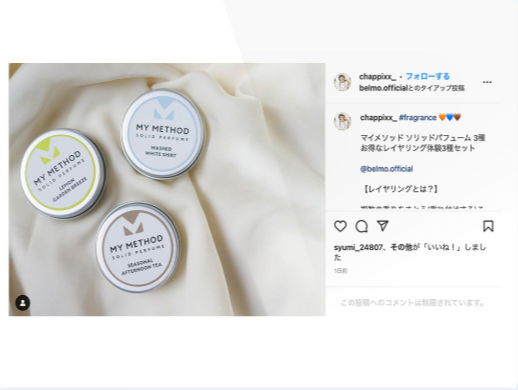 MY METHOD
SOLID PERFUME
WASHED
WHITE SHIRT
MY METHOD
SOLID PERFUME
LEMON
GARDEN BREEZE
MY METHOD
SOLID PERFUME
SEASONAL
AFTERNOON TEA
chappixx_ • フォローする
belmo.officialとのタイアップ投稿
chappixx_ #fragrance 🧡💙🤎
マイメソッド ソリッドパフューム 3種
お得なレイヤリング体験3種セット
@belmo.official
【レイヤリングとは？】
syumi_24807、その他が「いいね！」しまし
た
1日前
この投稿へのコメントは制限されています。